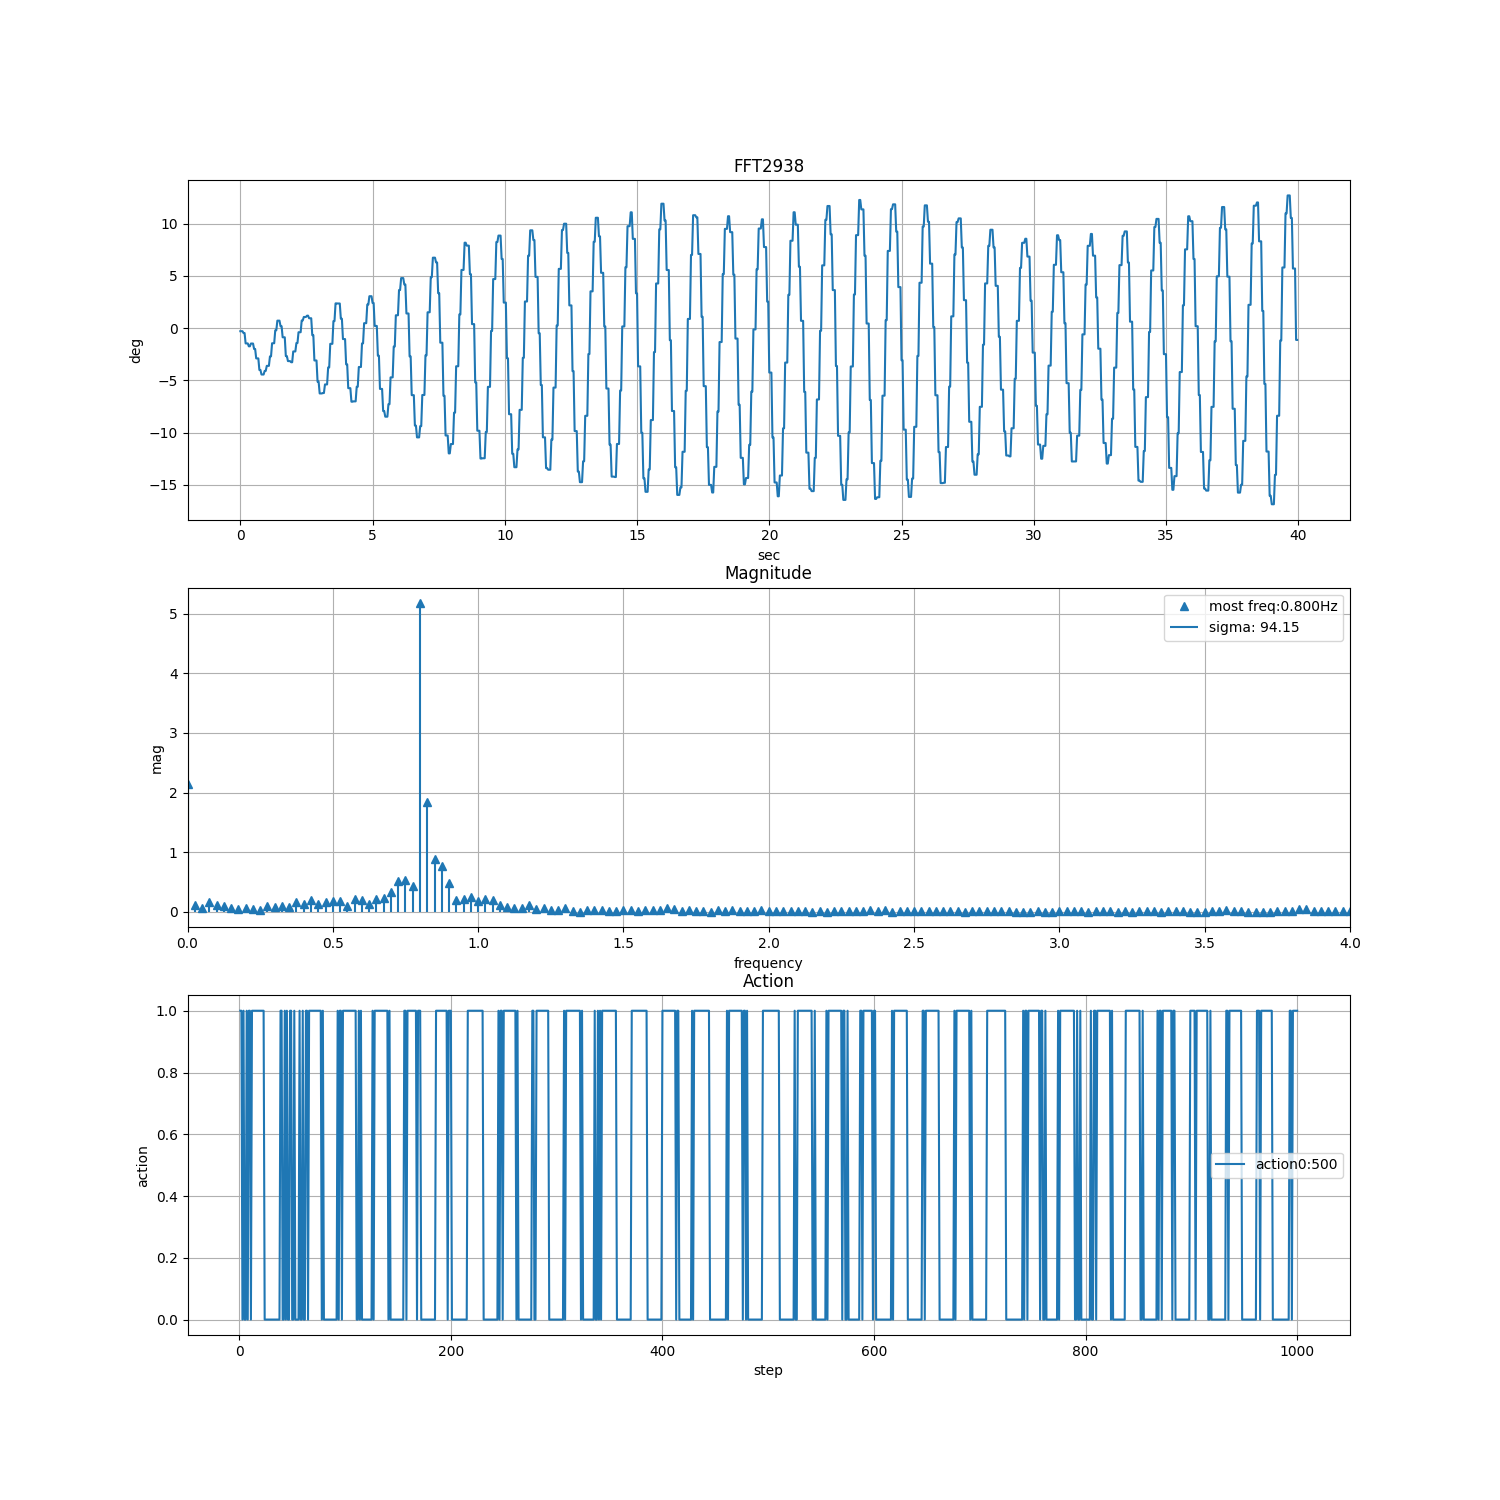 FFT2938
10
5
0
−5
−10
−15
deg
0 5 10 15 20 25 30 35 40
sec
Magnitude
most freq:0.800Hz
sigma: 94.15
5
4
3
2
1
0
mag
0.0 0.5 1.0 1.5 2.0 2.5 3.0 3.5 4.0
frequency
Action
1.0
0.8
0.6
0.4
0.2
0.0
action
action0:500
0 200 400 600 800 1000
step